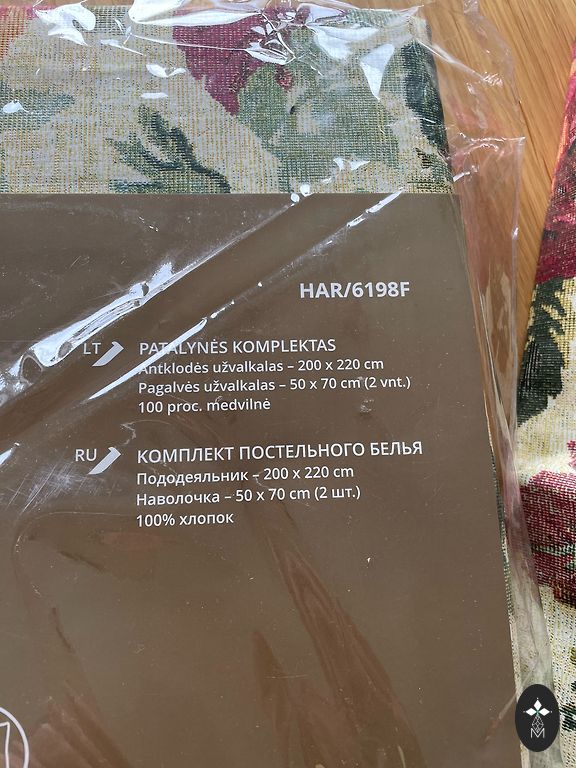 HAR/6198F
LT
PATALYNĖS KOMPLEKTAS
Antklodės užvalkalas – 200 x 220 cm
Pagalvės užvalkalas – 50 x 70 cm (2 vnt.)
100 proc. medvilnė
RU
КОМПЛЕКТ ПОСТЕЛЬНОГО БЕЛЬЯ
Пододеяльник – 200 x 220 cm
Наволочка – 50 x 70 cm (2 шт.)
100% хлопок
M